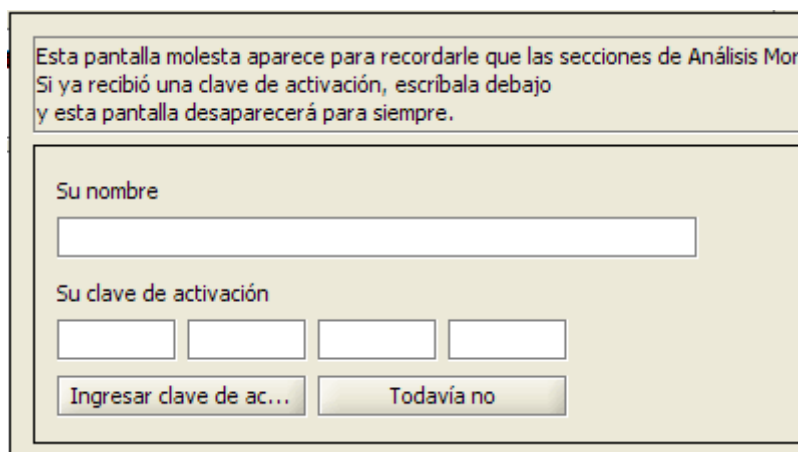 Esta pantalla molesta aparece para recordarle que las secciones de Análisis
Si ya recibió una clave de activación, escríbala debajo
y esta pantalla desaparecerá para siempre.
Su nombre
Su clave de activación
Ingresar clave de ac...
Todavía no